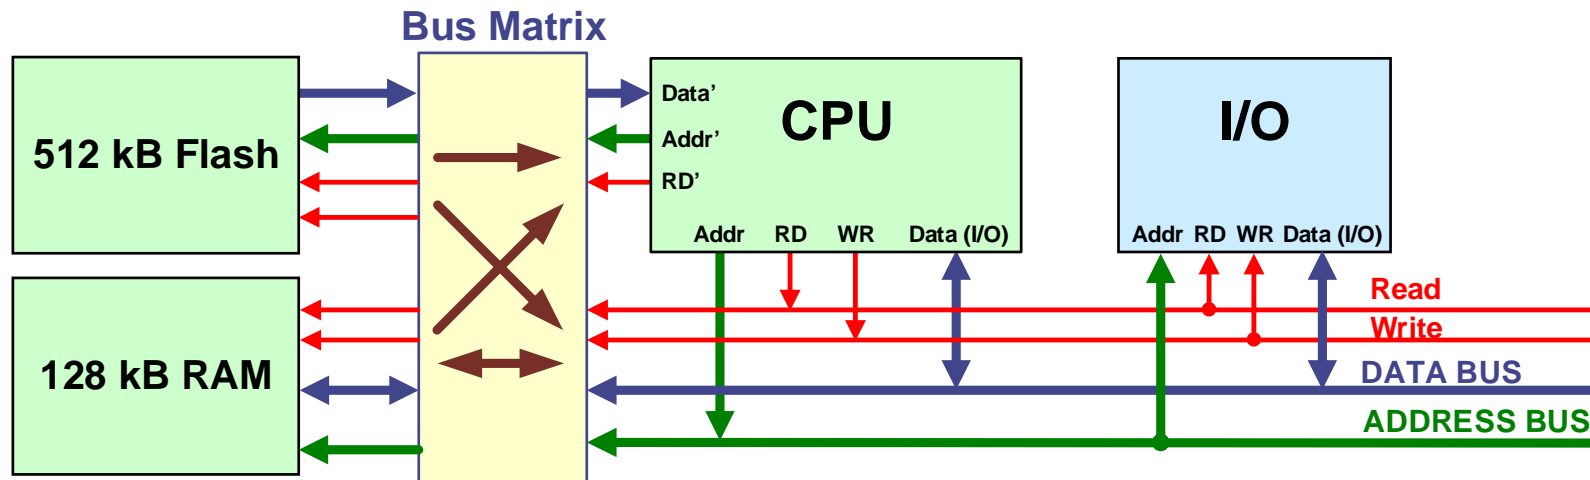 Bus Matrix
512 kB Flash
128 kB RAM
Data’
Addr’
RD’
CPU
Addr RD WR Data (I/O)
I/O
Addr RD WR Data (I/O)
Read
Write
DATA BUS
ADDRESS BUS